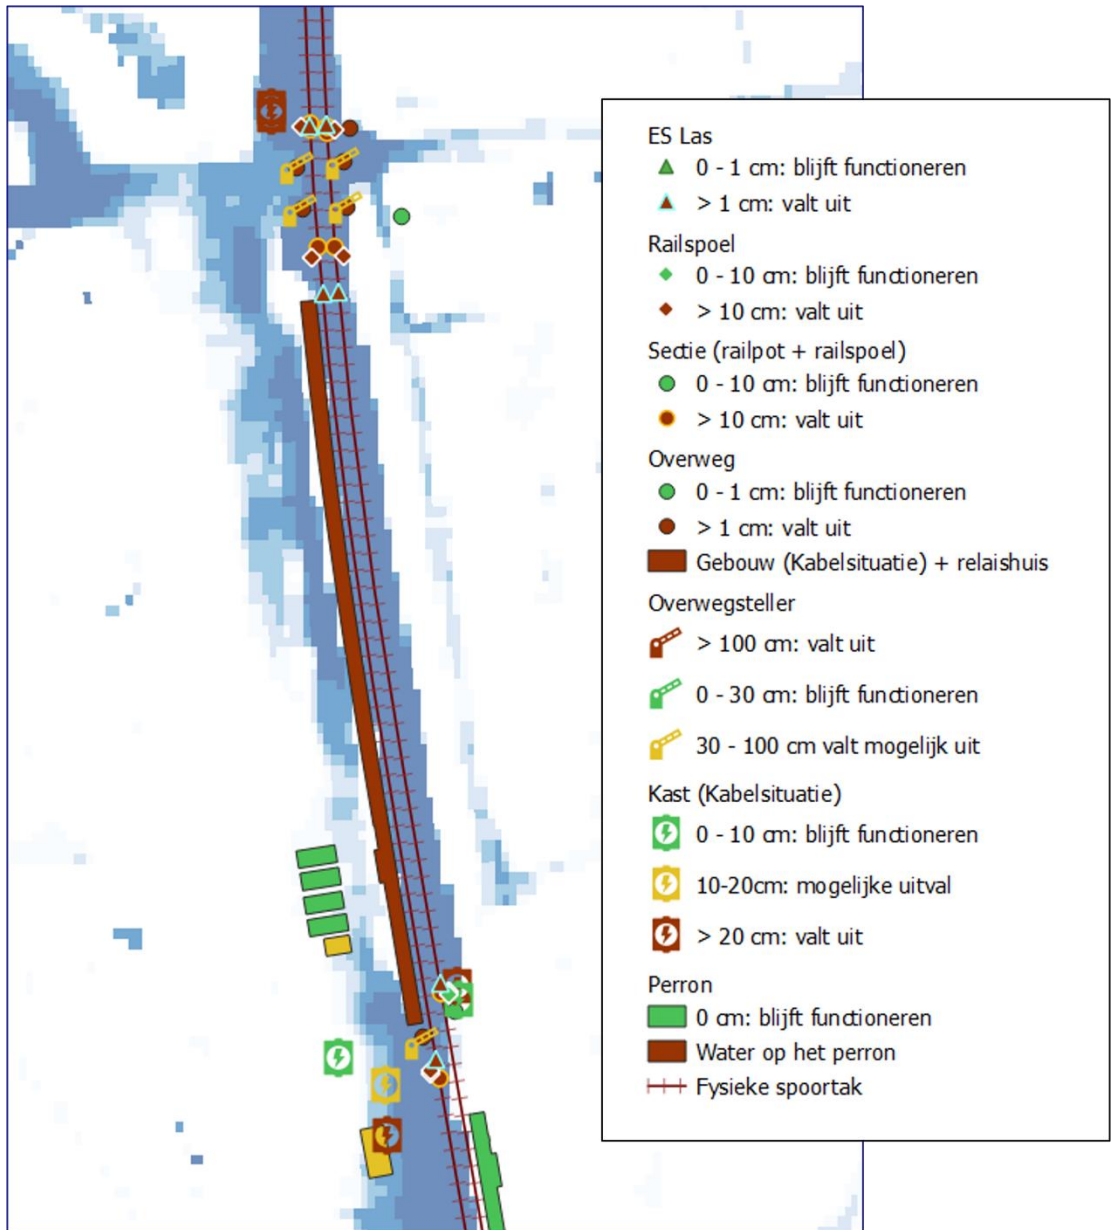 ES Las
0 - 1 cm: blijft functioneren
> 1 cm: valt uit
Railspoel
0 - 10 cm: blijft functioneren
> 10 cm: valt uit
Sectie (railpot + railspoel)
0 - 10 cm: blijft functioneren
> 10 cm: valt uit
Overweg
0 - 1 cm: blijft functioneren
> 1 cm: valt uit
Gebouw (Kabelsituatie) + relaishuis
Overwegsteller
> 100 cm: valt uit
0 - 30 cm: blijft functioneren
30 - 100 cm valt mogelijk uit
Kast (Kabelsituatie)
0 - 10 cm: blijft functioneren
10-20cm: mogelijke uitval
> 20 cm: valt uit
Perron
0 cm: blijft functioneren
Water op het perron
Fysieke spoortak